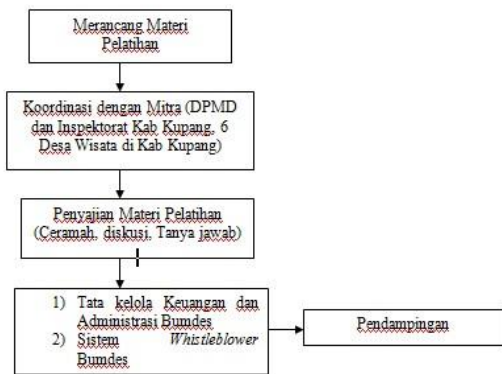 Merancang Materi
Pelatihan
Koordinasi dengan Mitra (DPMD
dan Inspektorat Kab Kupang, 6
Desa Wisata di Kab Kupang)
Penyajian Materi Pelatihan
(Ceramah, diskusi, Tanya jawab)
1) Tata kelola Keuangan dan
Administrasi Bumdes
2) Sistem Whistleblower
Bumdes
Pendampingan